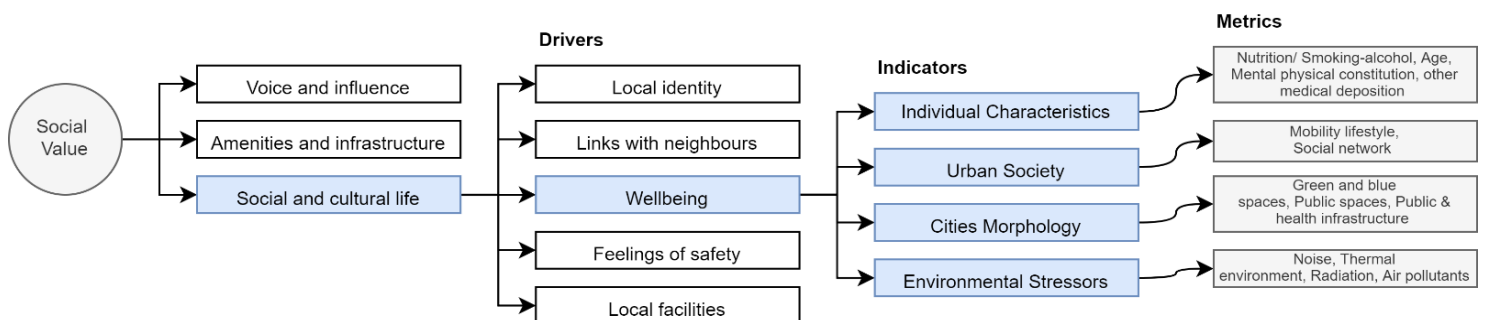 Social
Value
Voice and influence
Amenities and infrastructure
Social and cultural life
Drivers
Local identity
Links with neighbours
Wellbeing
Feelings of safety
Local facilities
Indicators
Individual Characteristics
Urban Society
Cities Morphology
Environmental Stressors
Metrics
Nutrition/ Smoking-alcohol, Age,
Mental physical constitution, other
medical deposition
Mobility lifestyle,
Social network
Green and blue
spaces, Public spaces, Public &
health infrastructure
Noise, Thermal
environment, Radiation, Air pollutants